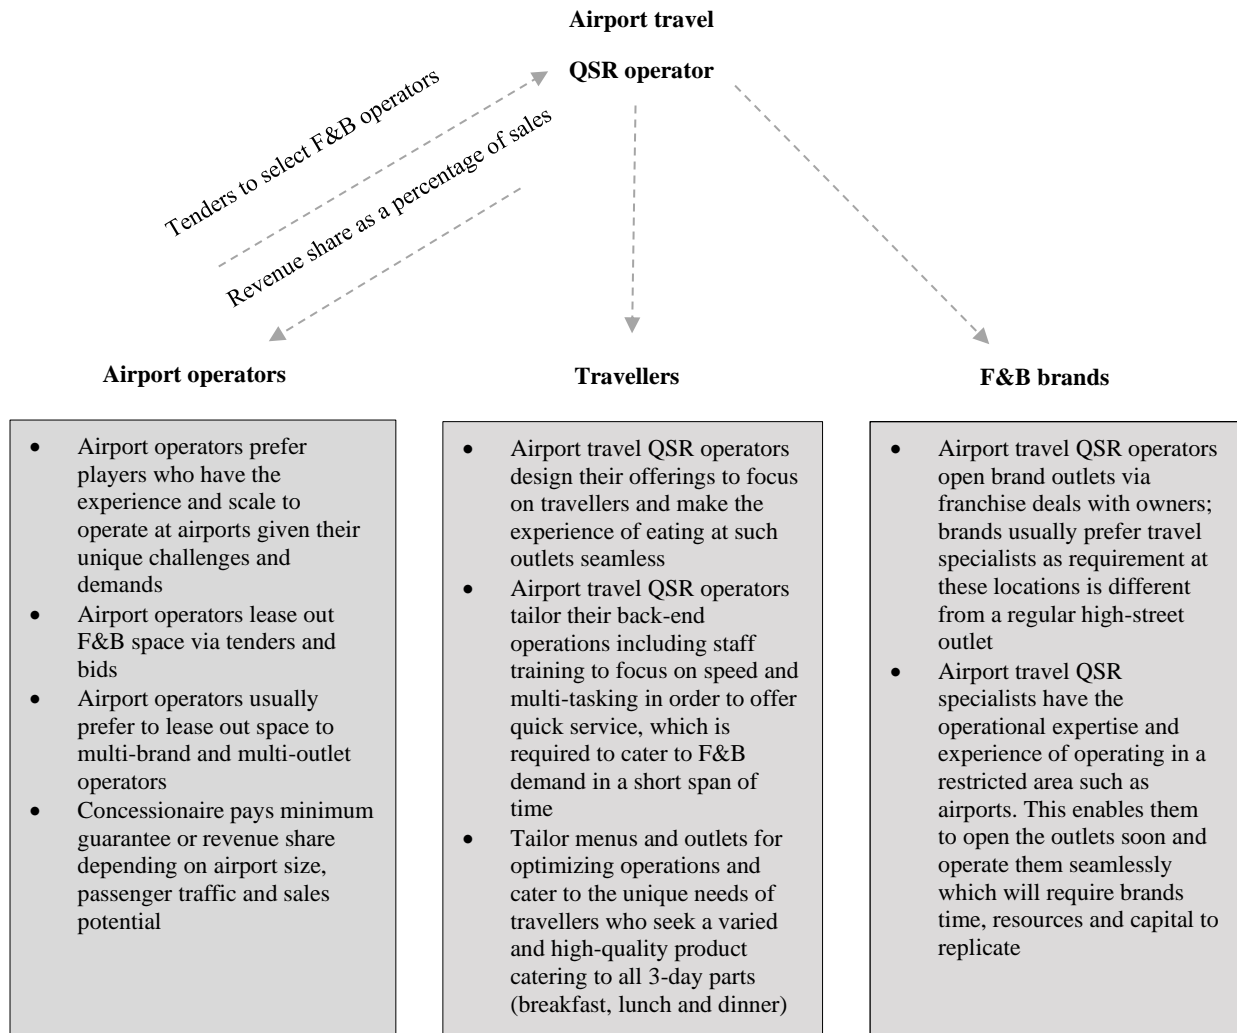 Airport travel
QSR operator
Tenders to select F&B operators
Revenue share as a percentage of sales
Airport operators
Travellers
F&B brands
• Airport operators prefer
players who have the
experience and scale to
operate at airports given their
unique challenges and
demands
• Airport operators lease out
F&B space via tenders and
bids
• Airport operators usually
prefer to lease out space to
multi-brand and multi-outlet
operators
• Concessionaire pays minimum
guarantee or revenue share
depending on airport size,
passenger traffic and sales
potential
• Airport travel QSR operators
design their offerings to focus
on travellers and make the
experience of eating at such
outlets seamless
• Airport travel QSR operators
tailor their back-end
operations including staff
training to focus on speed and
multi-tasking in order to offer
quick service, which is
required to cater to F&B
demand in a short span of
time
• Tailor menus and outlets for
optimizing operations and
cater to the unique needs of
travellers who seek a varied
and high-quality product
catering to all 3-day parts
(breakfast, lunch and dinner)
• Airport travel QSR operators
open brand outlets via
franchise deals with owners;
brands usually prefer travel
specialists as requirement at
these locations is different
from a regular high-street
outlet
• Airport travel QSR
specialists have the
operational expertise and
experience of operating in a
restricted area such as
airports. This enables them
to open the outlets soon and
operate them seamlessly
which will require brands
time, resources and capital to
replicate